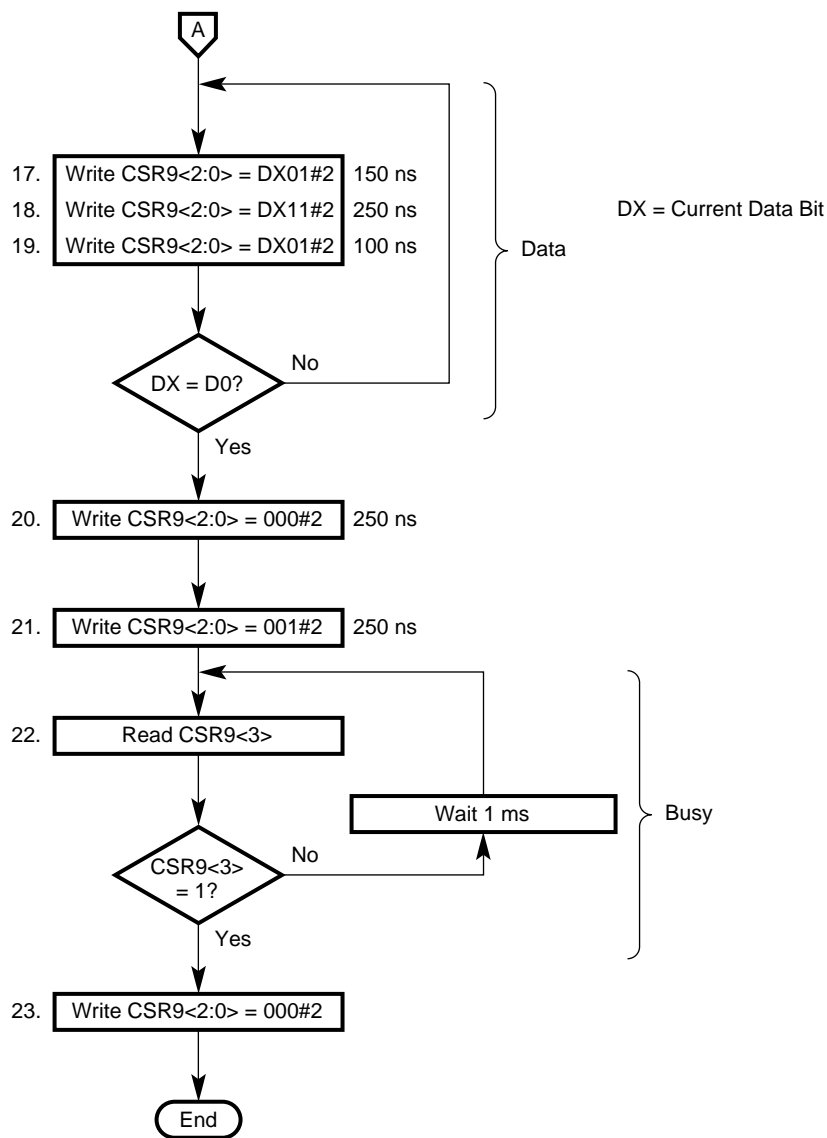 A
17. Write CSR9<2:0> = DX01#2 150 ns
18. Write CSR9<2:0> = DX11#2 250 ns
DX = Current Data Bit
19. Write CSR9<2:0> = DX01#2 100 ns
Data
No
DX = D0?
Yes
20. Write CSR9<2:0> = 000#2 250 ns
21. Write CSR9<2:0> = 001#2 250 ns
22. Read CSR9<3>
Wait 1 ms
Busy
No
CSR9<3>
= 1?
Yes
23. Write CSR9<2:0> = 000#2
End